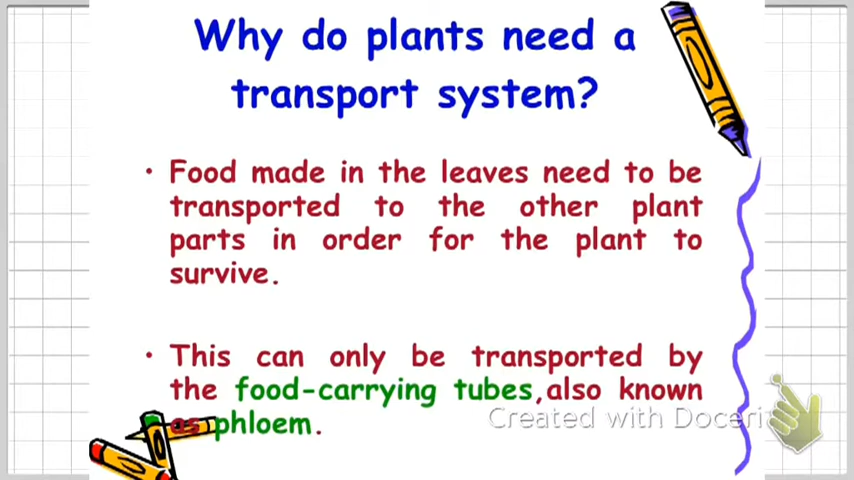 Why do plants need a
transport system?
• Food made in the leaves need to be
transported to the other plant
parts in order for the plant to
survive.
• This can only be transported by
the food-carrying tubes,also known
as phloem.
Created with Doceri